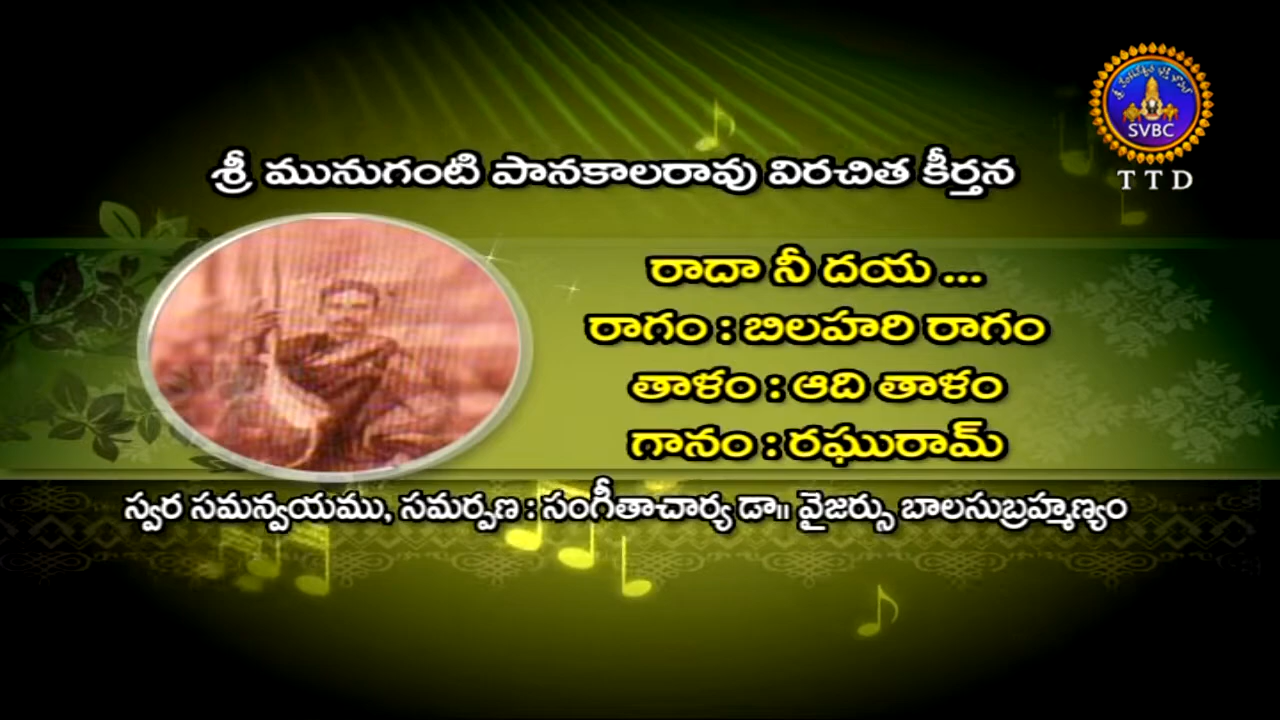 శ్రీ మునుగంటి పానకాలరావు విరచిత కీర్తన
రాదా నీ దయ ...
రాగం : బిలహరి రాగం
తాళం : ఆది తాళం
గానం : రఘురామ్
స్వర సమన్వయము, సమర్పణ : సంగీతాచార్య డా॥ వైజర్సు బాలసుబ్రహ్మణ్యం
SVBC
TTD